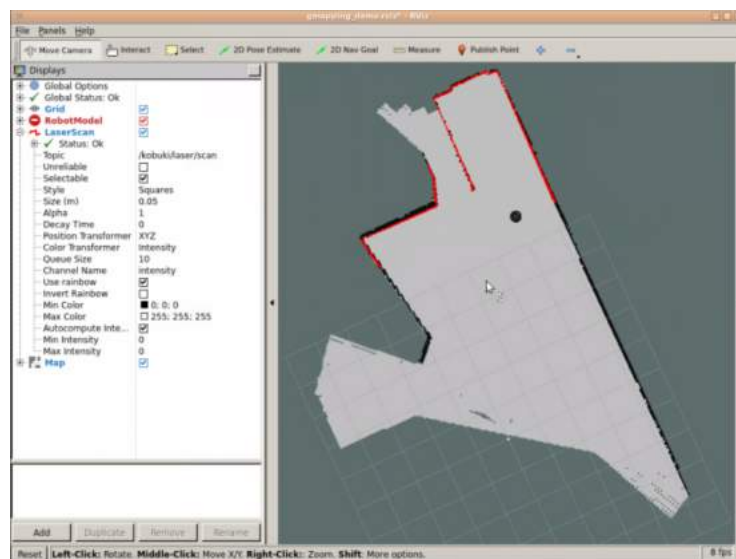 gmapping_demo.rviz* - RViz
File Panels Help
Move Camera Interact Select 2D Pose Estimate 2D Nav Goal Measure Publish Point
Displays
Global Options
Global Status: Ok
Grid
RobotModel
LaserScan
Status: Ok
Topic /kobuki/laser/scan
Unreliable
Selectable
Style Squares
Size (m) 0.05
Alpha 1
Decay Time 0
Position Transformer XYZ
Color Transformer Intensity
Queue Size 10
Channel Name intensity
Use rainbow
Invert Rainbow
Min Color 0; 0; 0
Max Color 255; 255; 255
Autocompute Inte...
Min Intensity 0
Max Intensity 0
Map
Add Duplicate Remove Rename
Reset Left-Click: Rotate. Middle-Click: Move X/Y. Right-Click:: Zoom. Shift: More options. 8 fps